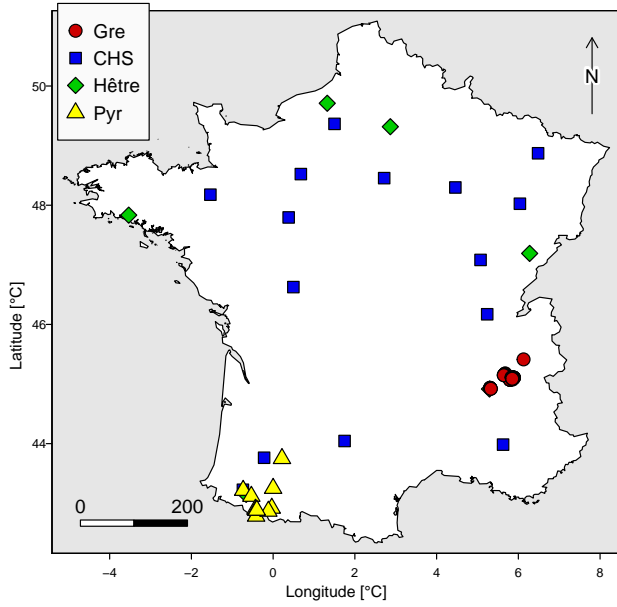 Gre
CHS
Hêtre
Pyr
N
50
48
46
44
Latitude [°C]
0 200
−4 −2 0 2 4 6 8
Longitude [°C]